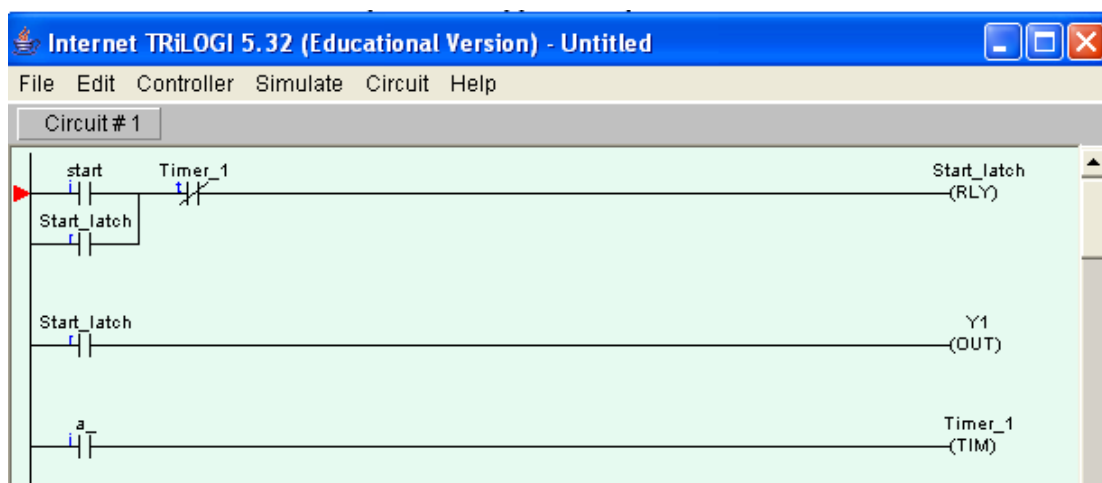 Internet TRiLOGI 5.32 (Educational Version) - Untitled
File Edit Controller Simulate Circuit Help
Circuit # 1
start Timer_1 Start_latch
i t (RLY)
Start_latch
r
Start_latch Y1
r (OUT)
a_ Timer_1
i (TIM)